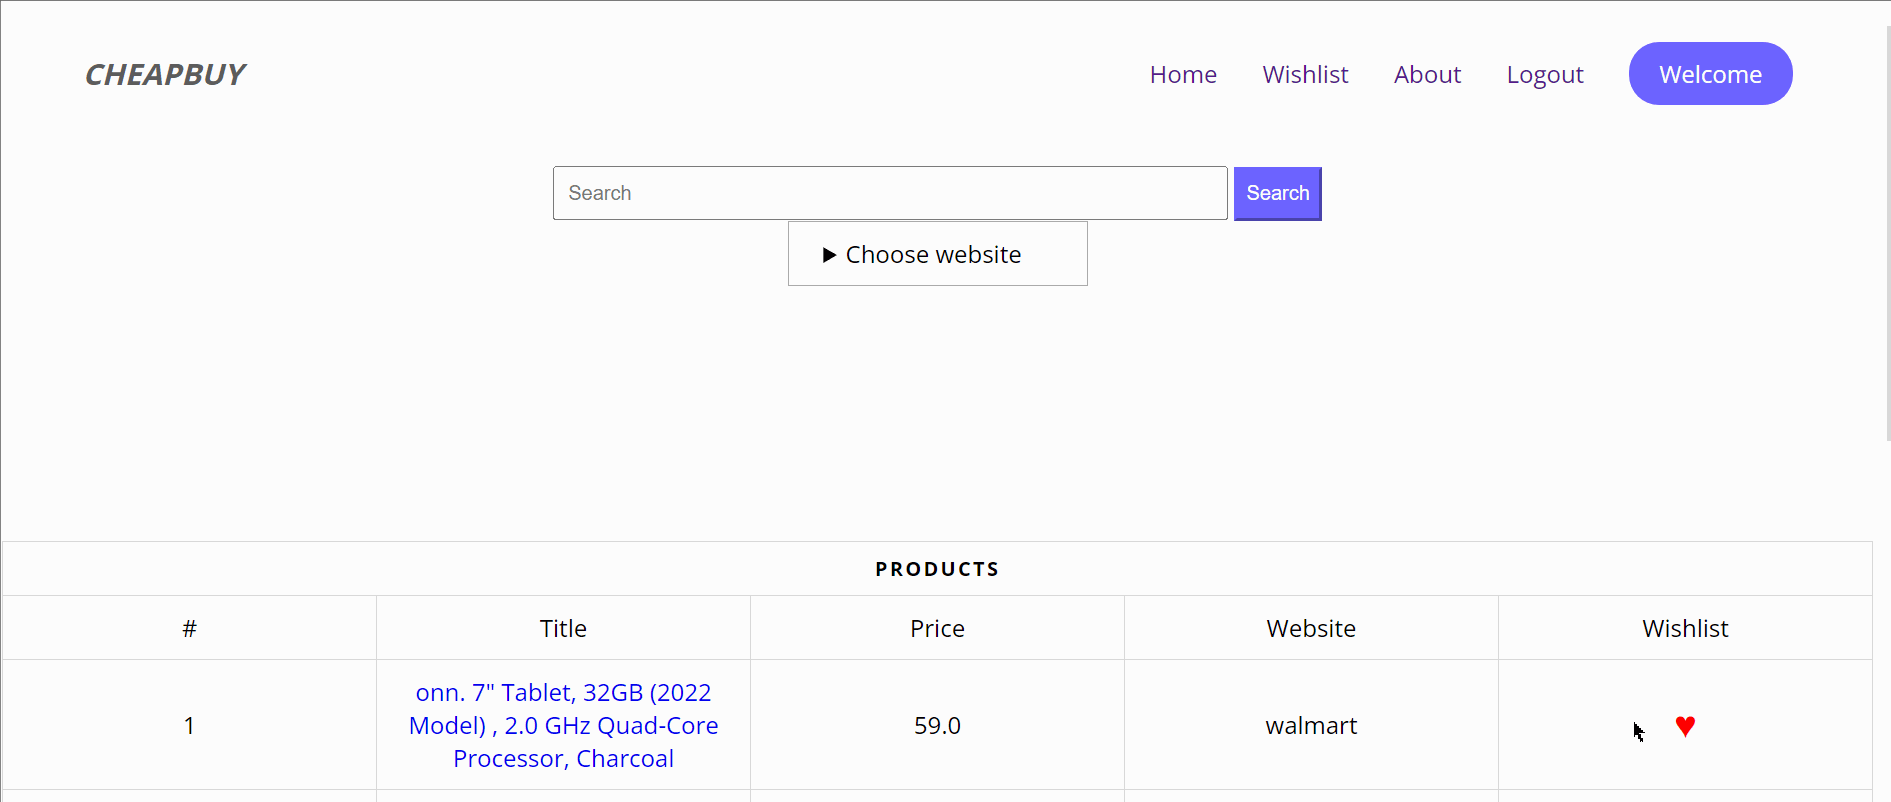 CHEAPBUY
Home Wishlist About Logout Welcome
Search Search
Choose website
PRODUCTS
# Title Price Website Wishlist
onn. 7" Tablet, 32GB (2022
1 Model) , 2.0 GHz Quad-Core 59.0 walmart
Processor, Charcoal